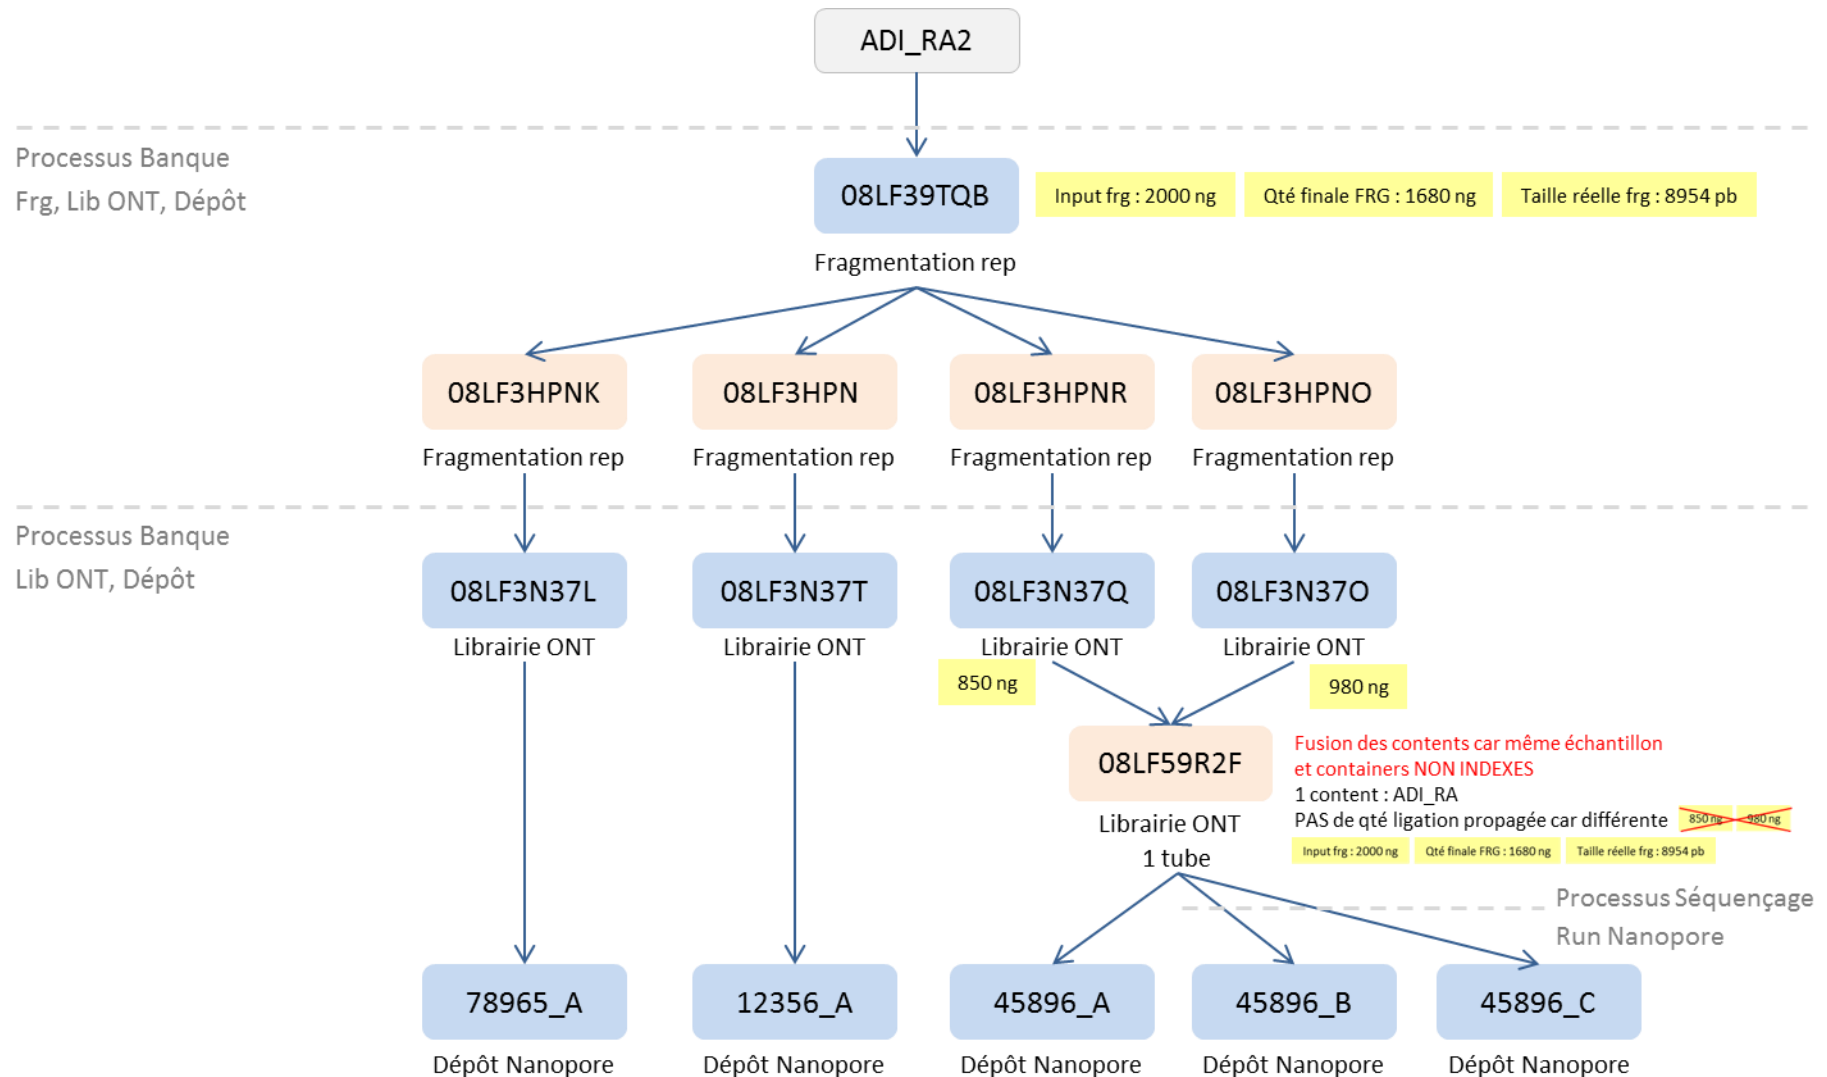 ADI_RA2
Processus Banque
Frg, Lib ONT, Dépôt
08LF39TQB
Input frg : 2000 ng
Qté finale FRG : 1680 ng
Taille réelle frg : 8954 pb
Fragmentation rep
08LF3HPNK
08LF3HPN
08LF3HPNR
08LF3HPNO
Fragmentation rep
Fragmentation rep
Fragmentation rep
Fragmentation rep
Processus Banque
Lib ONT, Dépôt
08LF3N37L
08LF3N37T
08LF3N37Q
08LF3N37O
Librairie ONT
Librairie ONT
Librairie ONT
Librairie ONT
850 ng
980 ng
08LF59R2F
Fusion des contents car même échantillon
et containers NON INDEXES
1 content : ADI_RA
PAS de qté ligation propagée car différente
850 ng
980 ng
Input frg : 2000 ng
Qté finale FRG : 1680 ng
Taille réelle frg : 8954 pb
Librairie ONT
1 tube
Processus Séquençage
Run Nanopore
78965_A
12356_A
45896_A
45896_B
45896_C
Dépôt Nanopore
Dépôt Nanopore
Dépôt Nanopore
Dépôt Nanopore
Dépôt Nanopore